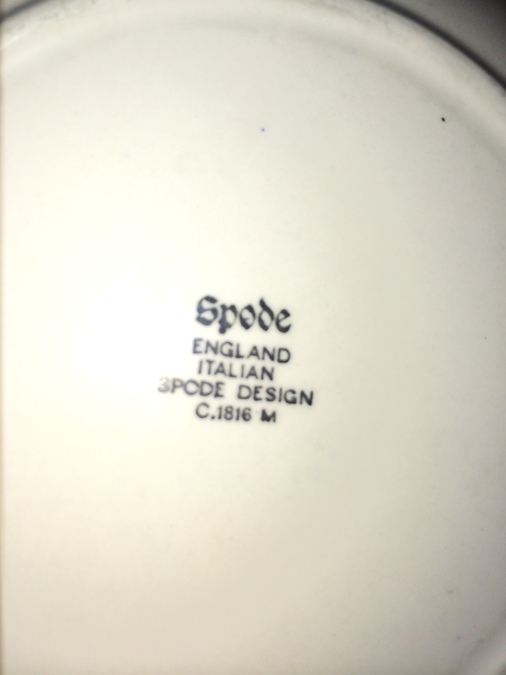 Spode
ENGLAND
ITALIAN
SPODE DESIGN
C.1816 M